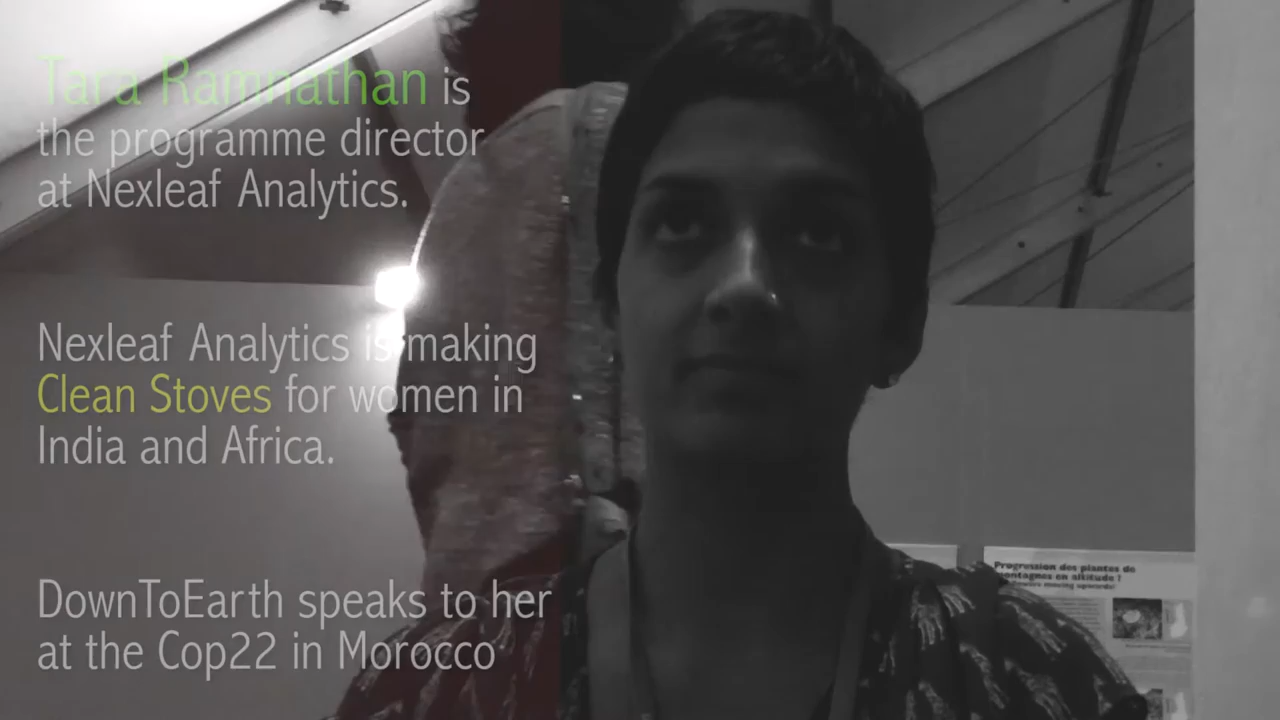 Tara Ramnathan is
the programme director
at Nexleaf Analytics.
Nexleaf Analytics is making
Clean Stoves for women in
India and Africa.
DownToEarth speaks to her
at the Cop22 in Morocco
Progression des plantes de
montagnes en altitude !